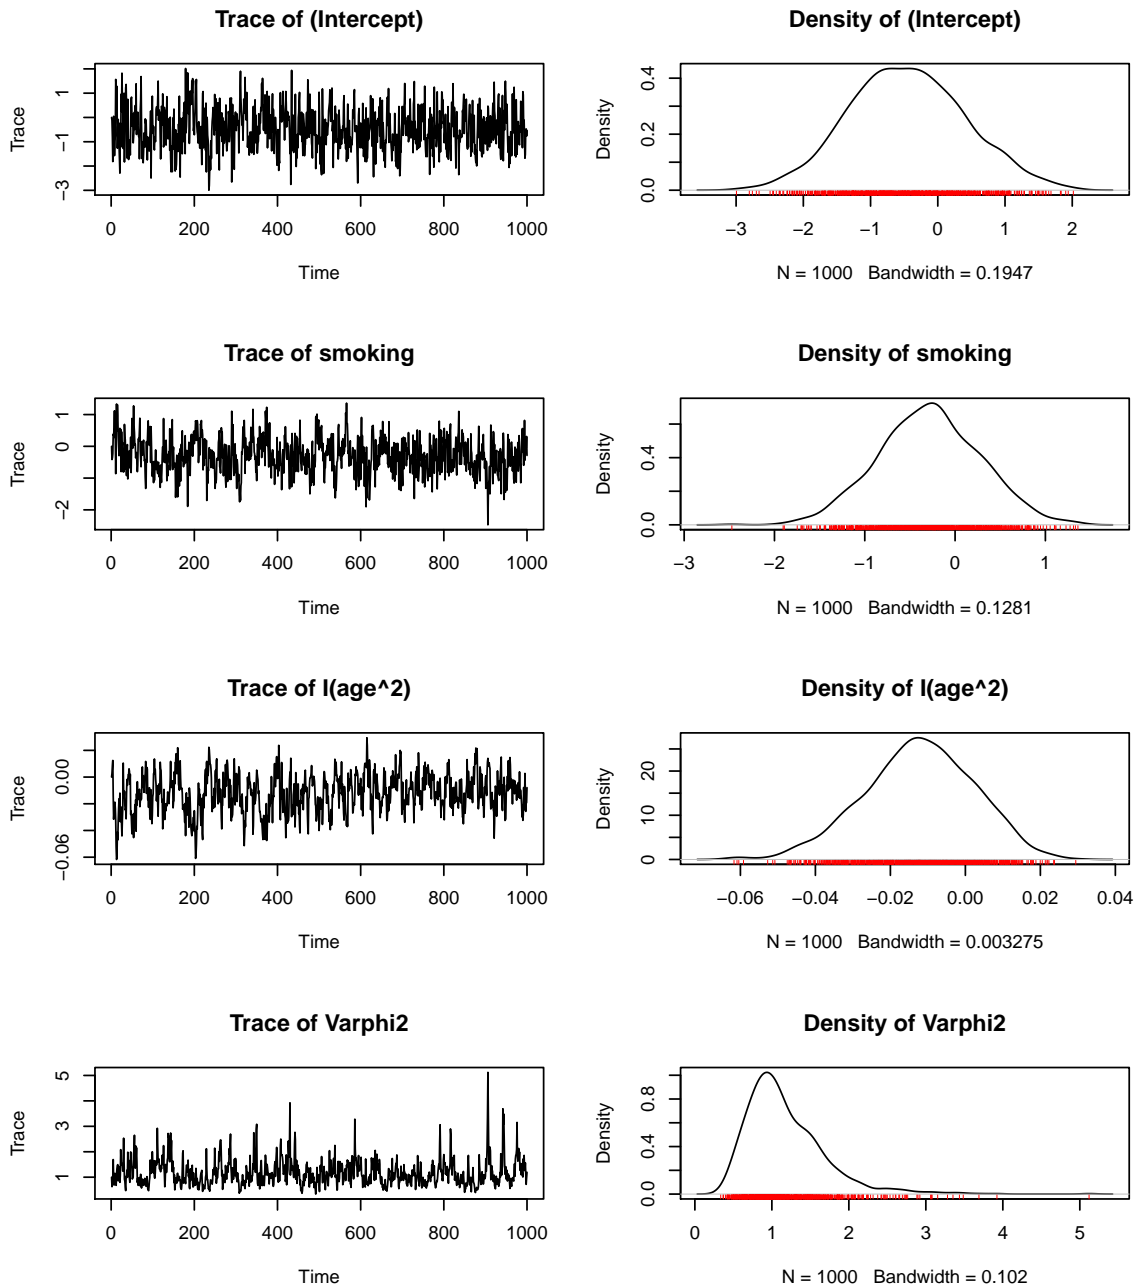 Trace of (Intercept)
Trace
1
−1
−3
0 200 400 600 800 1000
Time
Density of (Intercept)
Density
0.4
0.2
0.0
−3 −2 −1 0 1 2
N = 1000 Bandwidth = 0.1947
Trace of smoking
Trace
1
0
−2
0 200 400 600 800 1000
Time
Density of smoking
Density
0.4
0.0
−3 −2 −1 0 1
N = 1000 Bandwidth = 0.1281
Trace of I(age^2)
Trace
0.00
−0.06
0 200 400 600 800 1000
Time
Density of I(age^2)
Density
20
10
0
−0.06 −0.04 −0.02 0.00 0.02 0.04
N = 1000 Bandwidth = 0.003275
Trace of Varphi2
Trace
5
3
1
0 200 400 600 800 1000
Time
Density of Varphi2
Density
0.8
0.4
0.0
0 1 2 3 4 5
N = 1000 Bandwidth = 0.102